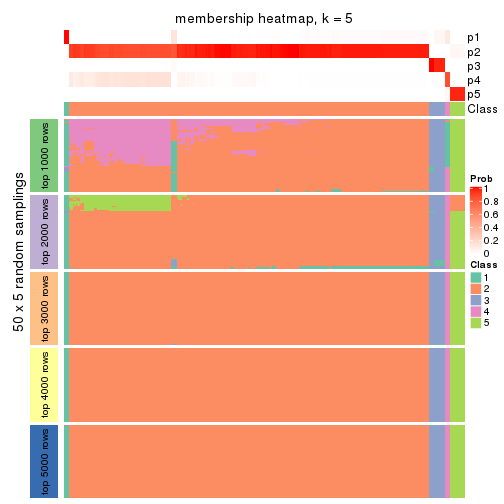 membership heatmap, k = 5
p1
p2
p3
p4
p5
Class
50 x 5 random samplings
top 1000 rows
top 2000 rows
top 3000 rows
top 4000 rows
top 5000 rows
Prob
1
0.8
0.6
0.4
0.2
0
Class
1
2
3
4
5